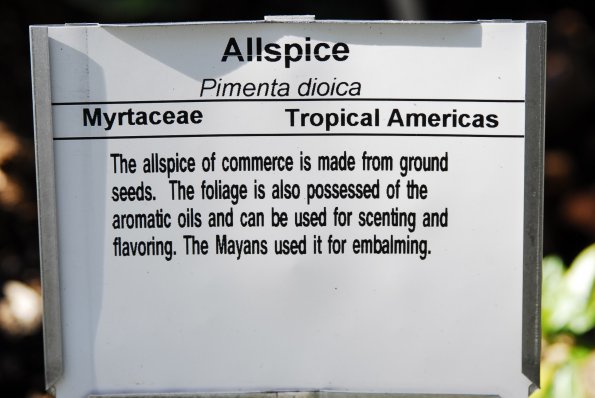 Allspice
Pimenta dioica
Myrtaceae Tropical Americas
The allspice of commerce is made from ground
seeds. The foliage is also possessed of the
aromatic oils and can be used for scenting and
flavoring. The Mayans used it for embalming.